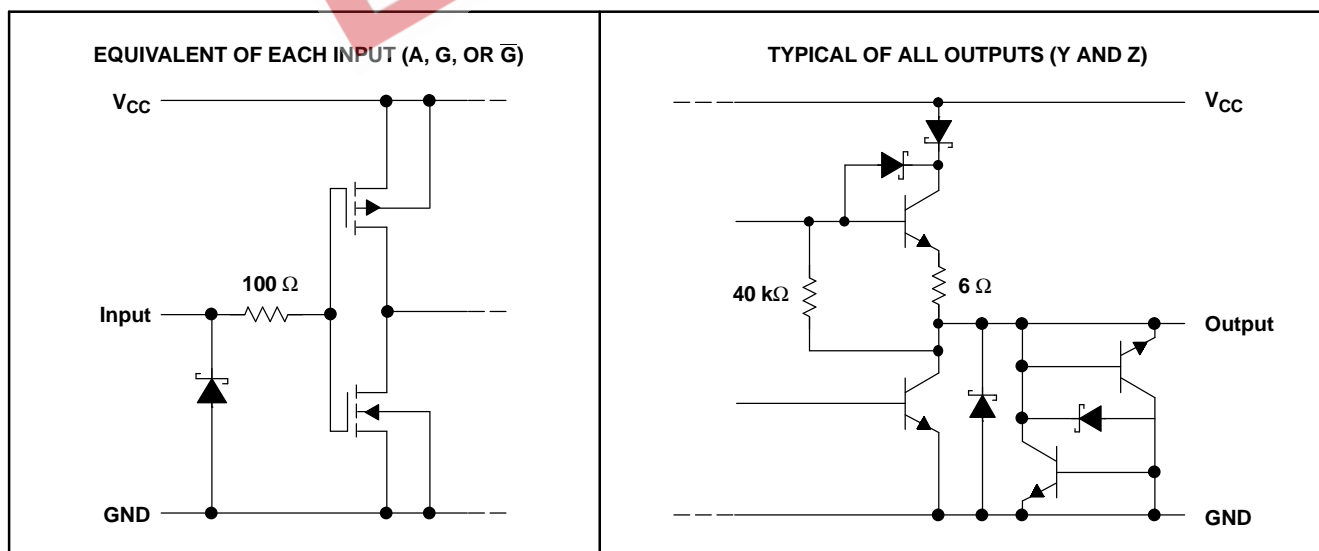 EQUIVALENT OF EACH INPUT (A, G, OR G̅)
VCC
100 Ω
Input
GND
TYPICAL OF ALL OUTPUTS (Y AND Z)
VCC
40 kΩ
6 Ω
Output
GND